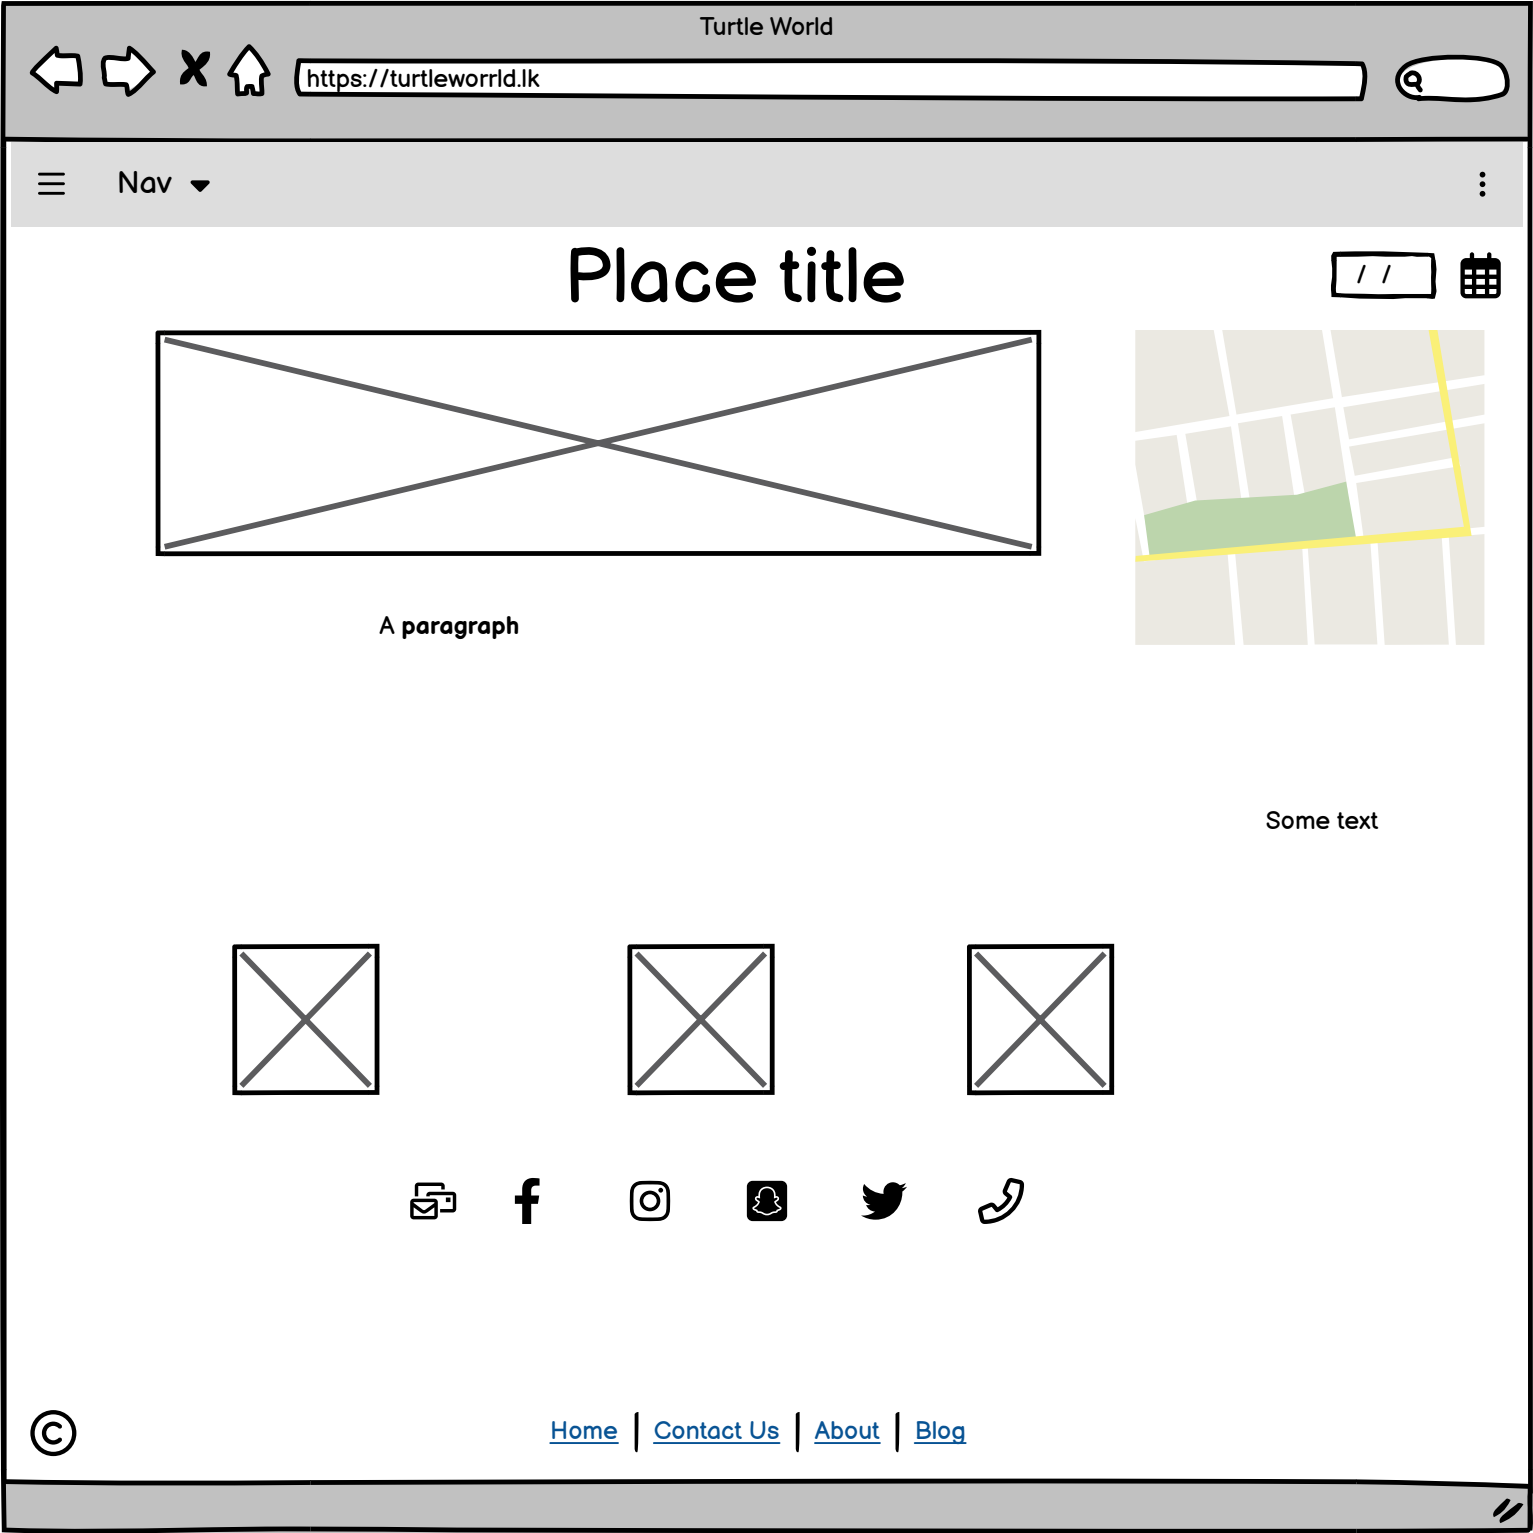 Turtle World
https://turtleworrld.lk
Nav
Place title
/ /
A paragraph
Some text
©
Home | Contact Us | About | Blog